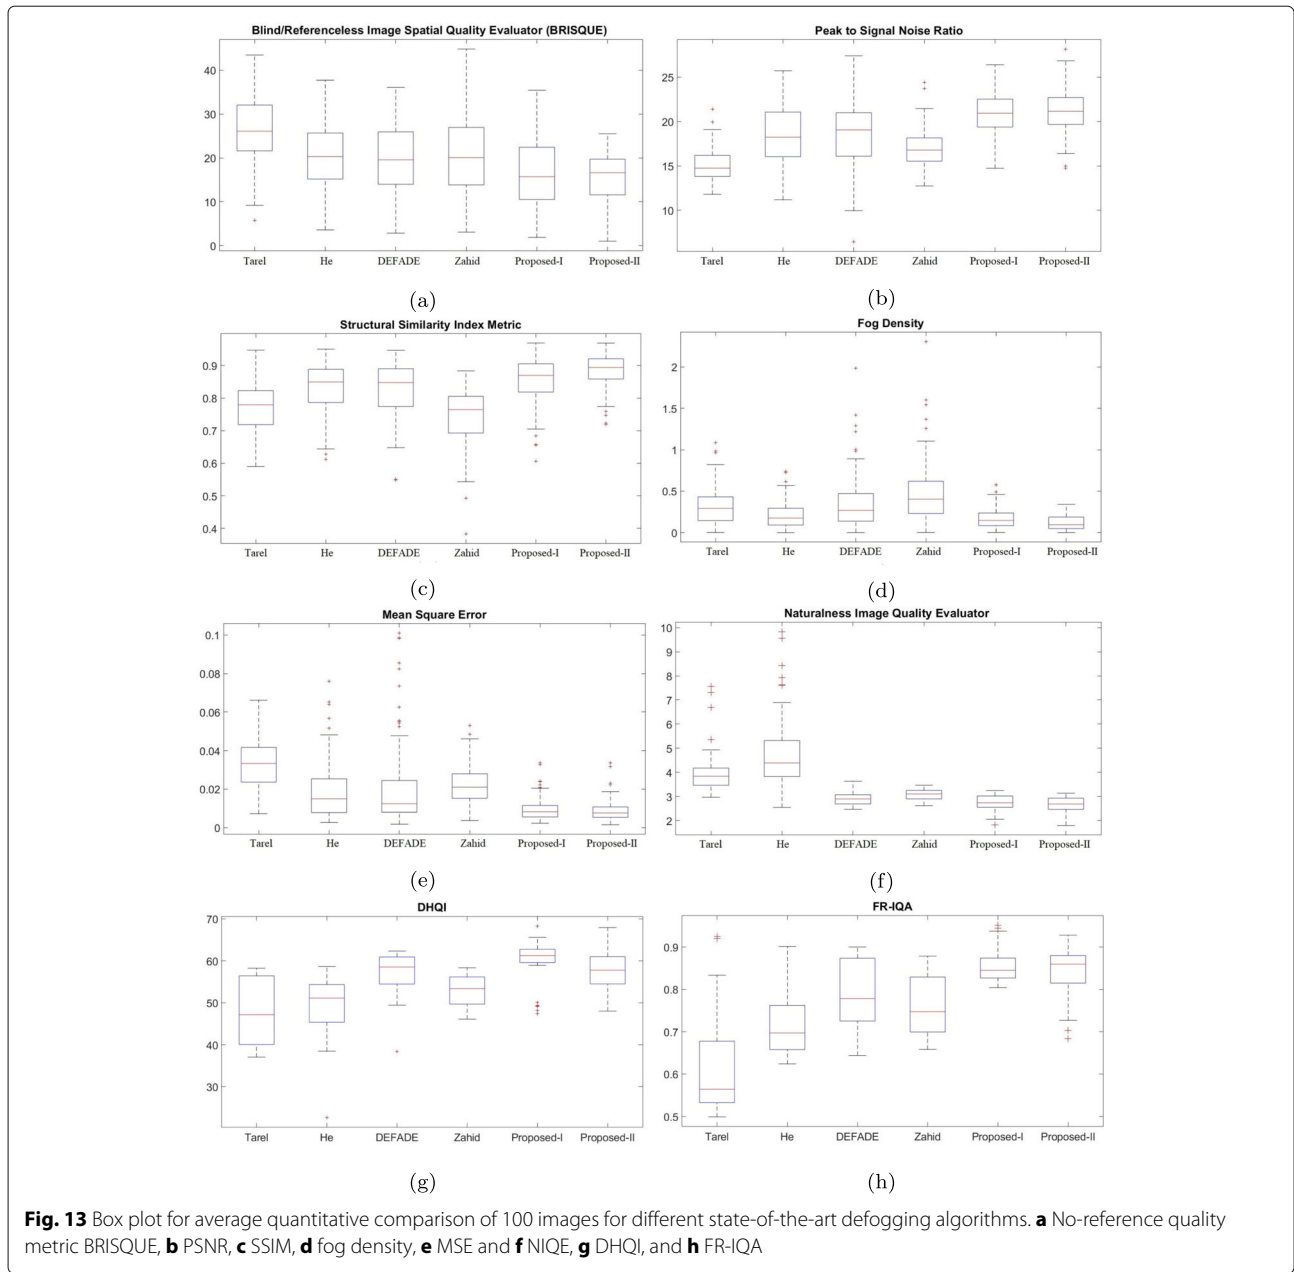 Blind/Referenceless Image Spatial Quality Evaluator (BRISQUE)
40
30
20
10
0
Tarel He DEFADE Zahid Proposed-I Proposed-II
(a)
Peak to Signal Noise Ratio
25
20
15
10
Tarel He DEFADE Zahid Proposed-I Proposed-II
(b)
Structural Similarity Index Metric
0.9
0.8
0.7
0.6
0.5
0.4
Tarel He DEFADE Zahid Proposed-I Proposed-II
(c)
Fog Density
2
1.5
1
0.5
0
Tarel He DEFADE Zahid Proposed-I Proposed-II
(d)
Mean Square Error
0.1
0.08
0.06
0.04
0.02
0
Tarel He DEFADE Zahid Proposed-I Proposed-II
(e)
Naturalness Image Quality Evaluator
10
9
8
7
6
5
4
3
2
Tarel He DEFADE Zahid Proposed-I Proposed-II
(f)
DHQI
70
60
50
40
30
Tarel He DEFADE Zahid Proposed-I Proposed-II
(g)
FR-IQA
0.9
0.8
0.7
0.6
0.5
Tarel He DEFADE Zahid Proposed-I Proposed-II
(h)
Fig. 13 Box plot for average quantitative comparison of 100 images for different state-of-the-art defogging algorithms. a No-reference quality
metric BRISQUE, b PSNR, c SSIM, d fog density, e MSE and f NIQE, g DHQI, and h FR-IQA